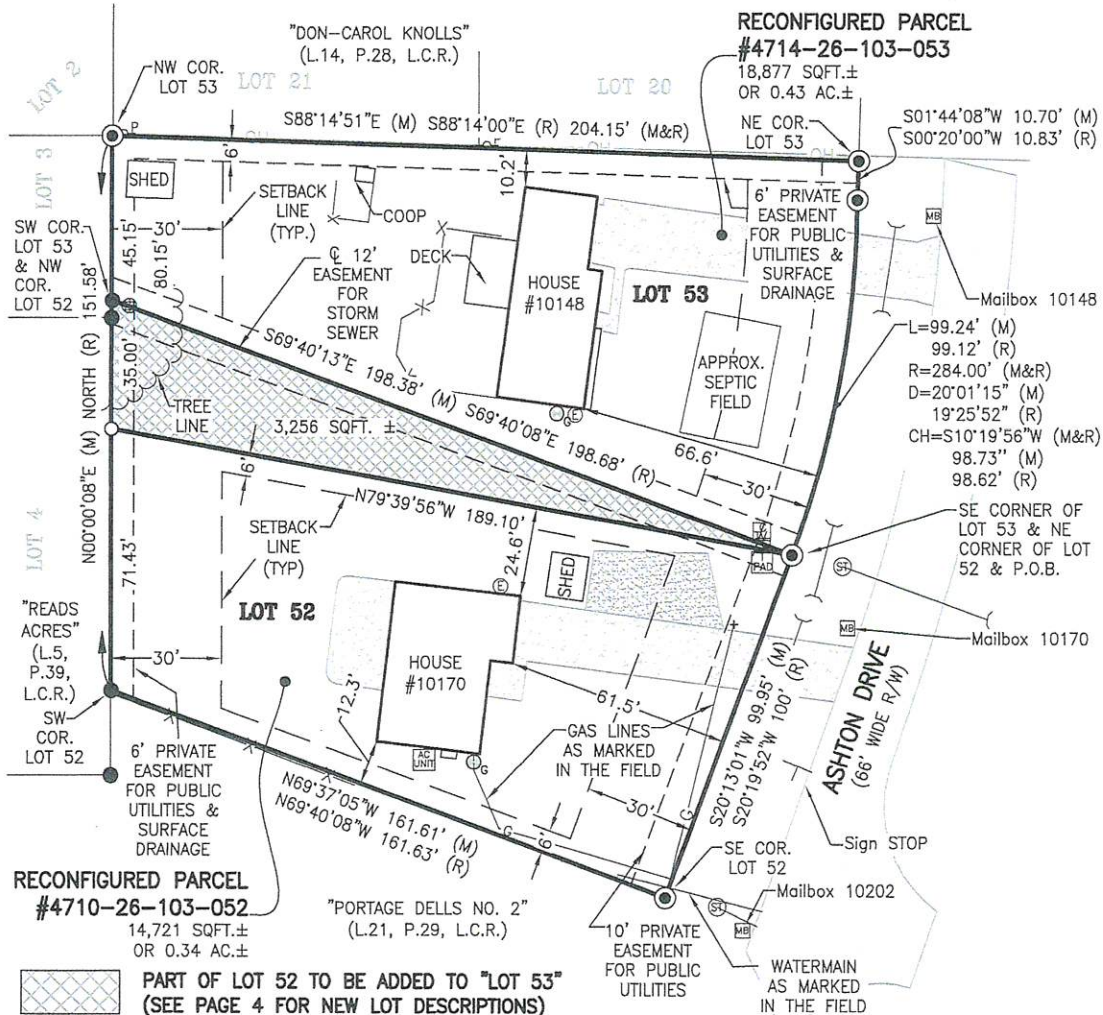 "DON-CAROL KNOLLS"
(L.14, P.28, L.C.R.)
RECONFIGURED PARCEL
#4714-26-103-053
18,877 SQFT.±
OR 0.43 AC.±
LOT 2
NW COR.
LOT 53
LOT 21
LOT 20
S88°14'51"E (M) S88°14'00"E (R) 204.15' (M&R)
NE COR.
LOT 53
S01°44'08"W 10.70' (M)
S00°20'00"W 10.83' (R)
LOT 3
P
OH
OH
OH
6'
SHED
SETBACK
LINE
(TYP.)
COOP
10.2'
6' PRIVATE
EASEMENT
FOR PUBLIC
UTILITIES &
SURFACE
DRAINAGE
MB
Mailbox 10148
30'
45.15'
80.15'
SW COR.
LOT 53
& NW
COR.
LOT 52
℄ 12'
EASEMENT
FOR
STORM
SEWER
DECK
HOUSE
#10148
LOT 53
L=99.24' (M)
99.12' (R)
R=284.00' (M&R)
D=20°01'15" (M)
19°25'52" (R)
CH=S10°19'56"W (M&R)
98.73'' (M)
98.62' (R)
APPROX.
SEPTIC
FIELD
S69°40'13"E 198.38' (M) S69°40'08"E 198.68' (R)
N00°00'08"E (M) NORTH (R) 151.58'
35.00'
TREE
LINE
3,256 SQFT. ±
G
E
66.6'
30'
N79°39'56"W 189.10'
6'
SE CORNER OF
LOT 53 & NE
CORNER OF LOT
52 & P.O.B.
LOT 4
SETBACK
LINE
(TYP)
24.6'
E
SHED
PAD
ST
71.43'
LOT 52
MB
Mailbox 10170
"READS
ACRES"
(L.5,
P.39,
L.C.R.)
SW
COR.
LOT 52
30'
HOUSE
#10170
12.3'
61.5'
S20°13'01"W 99.95' (M)
S20°19'52"W 100' (R)
ASHTON DRIVE
(66' WIDE R/W)
AC
UNIT
G
GAS LINES
AS MARKED
IN THE FIELD
6' PRIVATE
EASEMENT
FOR PUBLIC
UTILITIES &
SURFACE
DRAINAGE
N69°37'05"W 161.61' (M)
N69°40'08"W 161.63' (R)
G
6'
30'
G
SE COR.
LOT 52
Sign STOP
RECONFIGURED PARCEL
#4710-26-103-052
14,721 SQFT.±
OR 0.34 AC.±
"PORTAGE DELLS NO. 2"
(L.21, P.29, L.C.R.)
ST
Mailbox 10202
MB
10' PRIVATE
EASEMENT
FOR PUBLIC
UTILITIES
WATERMAIN
AS MARKED
IN THE FIELD
PART OF LOT 52 TO BE ADDED TO "LOT 53"
(SEE PAGE 4 FOR NEW LOT DESCRIPTIONS)